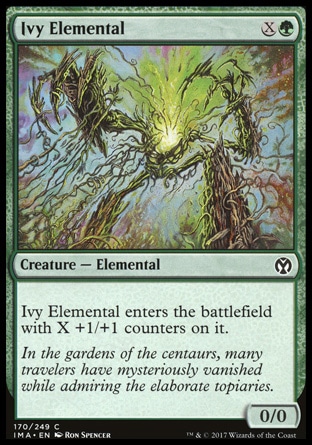 Ivy Elemental X
Creature — Elemental
Ivy Elemental enters the battlefield
with X +1/+1 counters on it.
In the gardens of the centaurs, many
travelers have mysteriously vanished
while admiring the elaborate topiaries.
0/0
170/249 C
IMA • EN Ron Spencer ™ & © 2017 Wizards of the Coast